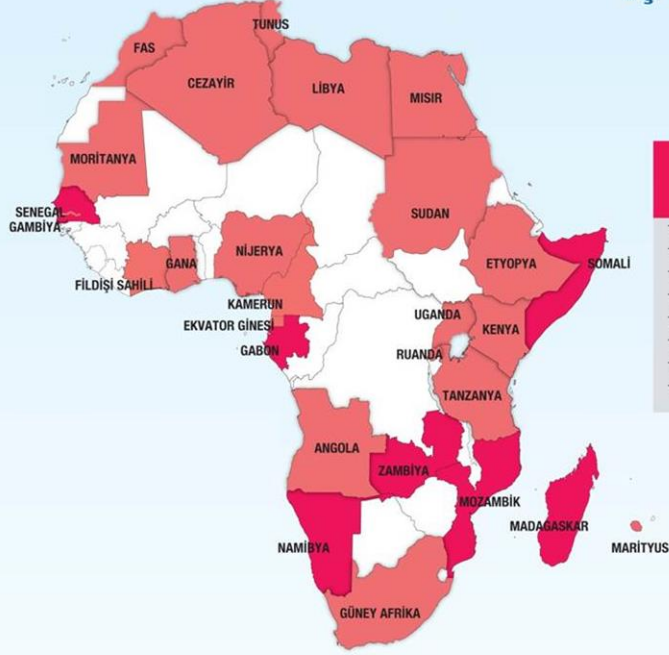 TUNUS
FAS
CEZAYİR
LİBYA
MISIR
MORİTANYA
SENEGAL
GAMBİYA
SUDAN
NİJERYA
GANA
FİLDİŞİ SAHİLİ
ETYOPYA
SOMALİ
KAMERUN
EKVATOR GİNESİ
GABON
UGANDA
KENYA
RUANDA
TANZANYA
ANGOLA
ZAMBİYA
MOZAMBİK
MADAGASKAR
MARİTYUS
NAMİBYA
GÜNEY AFRİKA